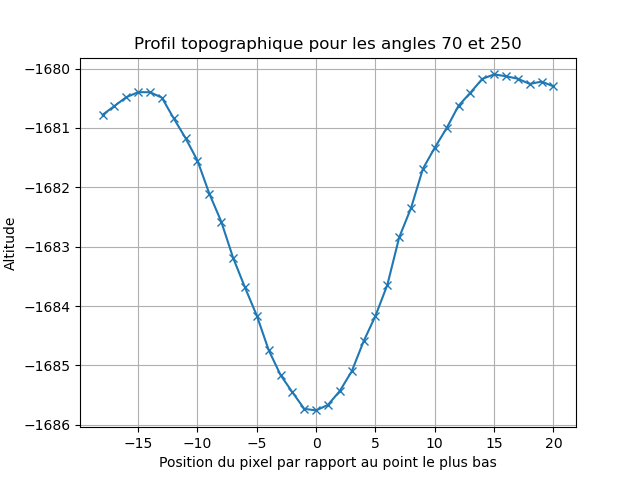 Profil topographique pour les angles 70 et 250
−1680
−1681
−1682
−1683
−1684
−1685
−1686
Altitude
−15 −10 −5 0 5 10 15 20
Position du pixel par rapport au point le plus bas